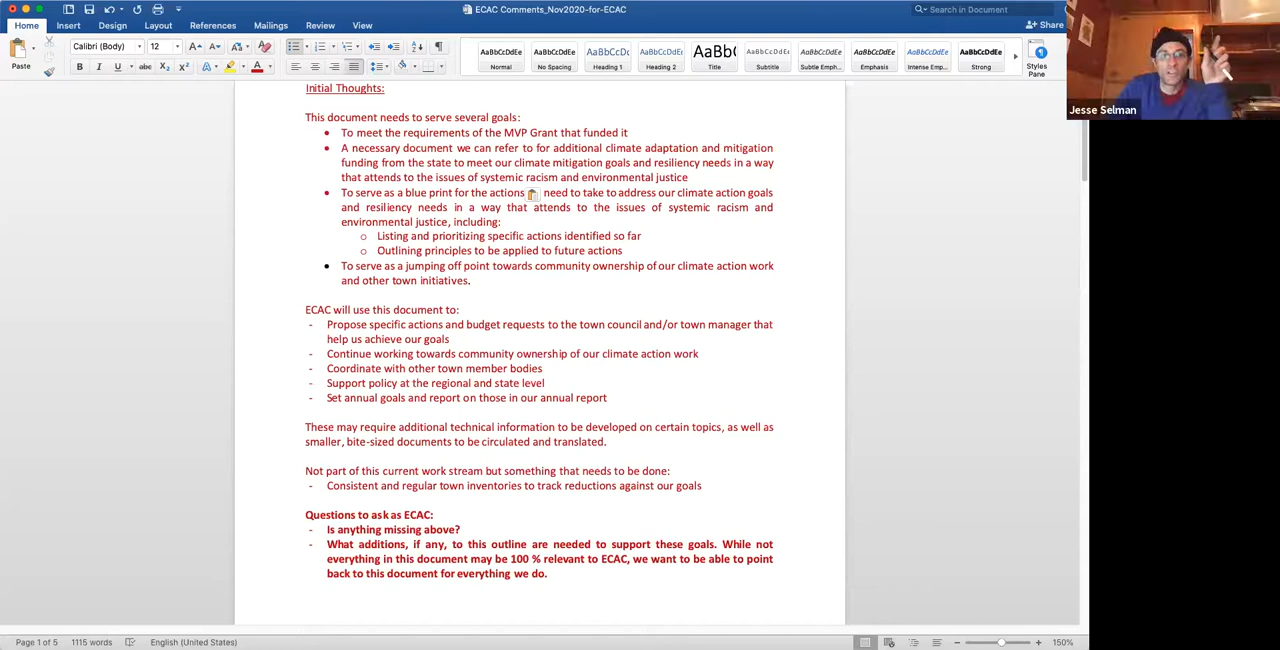 ECAC Comments_Nov2020-for-ECAC
Search in Document
Home Insert Design Layout References Mailings Review View
Share
Paste
Calibri (Body) 12
AaBbCcDdEe AaBbCcDdEe AaBbCcDc AaBbCcDdEe AaBb( AaBbCcDdEe AaBbCcDdEe AaBbCcDdEe AaBbCcDdEe AaBbCcDdEe
Normal No Spacing Heading 1 Heading 2 Title Subtitle Subtle Emph... Emphasis Intense Emp... Strong
Styles
Pane
Jesse Selman
Initial Thoughts:
This document needs to serve several goals:
• To meet the requirements of the MVP Grant that funded it
• A necessary document we can refer to for additional climate adaptation and mitigation
funding from the state to meet our climate mitigation goals and resiliency needs in a way
that attends to the issues of systemic racism and environmental justice
• To serve as a blue print for the actions need to take to address our climate action goals
and resiliency needs in a way that attends to the issues of systemic racism and
environmental justice, including:
o Listing and prioritizing specific actions identified so far
o Outlining principles to be applied to future actions
• To serve as a jumping off point towards community ownership of our climate action work
and other town initiatives.
ECAC will use this document to:
- Propose specific actions and budget requests to the town council and/or town manager that
help us achieve our goals
- Continue working towards community ownership of our climate action work
- Coordinate with other town member bodies
- Support policy at the regional and state level
- Set annual goals and report on those in our annual report
These may require additional technical information to be developed on certain topics, as well as
smaller, bite-sized documents to be circulated and translated.
Not part of this current work stream but something that needs to be done:
- Consistent and regular town inventories to track reductions against our goals
Questions to ask as ECAC:
- Is anything missing above?
- What additions, if any, to this outline are needed to support these goals. While not
everything in this document may be 100 % relevant to ECAC, we want to be able to point
back to this document for everything we do.
Page 1 of 5 1115 words English (United States) 150%